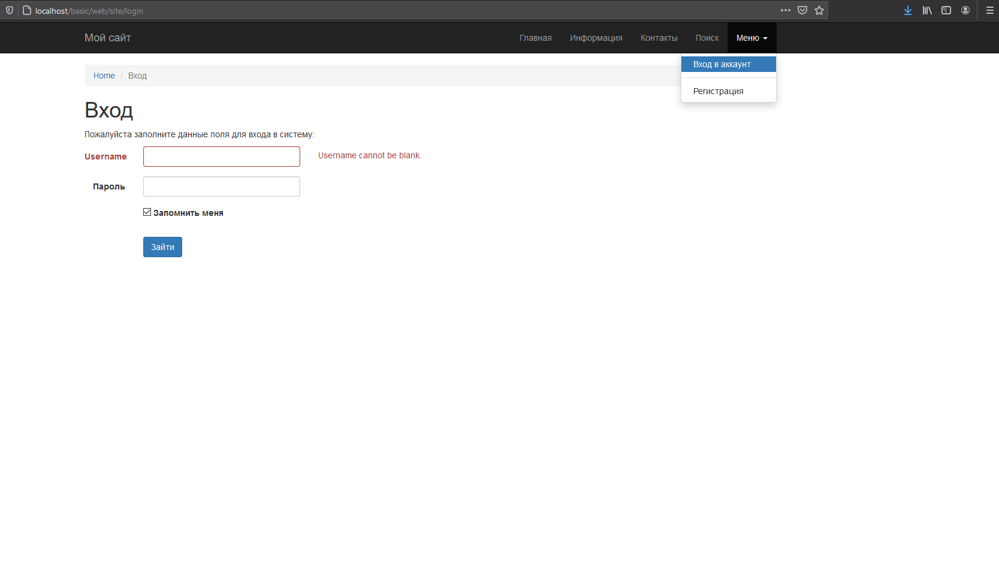 localhost/basic/web/site/login
Мой сайт Главная Информация Контакты Поиск Меню
Вход в аккаунт
Регистрация
Home / Вход
Вход
Пожалуйста заполните данные поля для входа в систему:
Username Username cannot be blank.
Пароль
Запомнить меня
Зайти